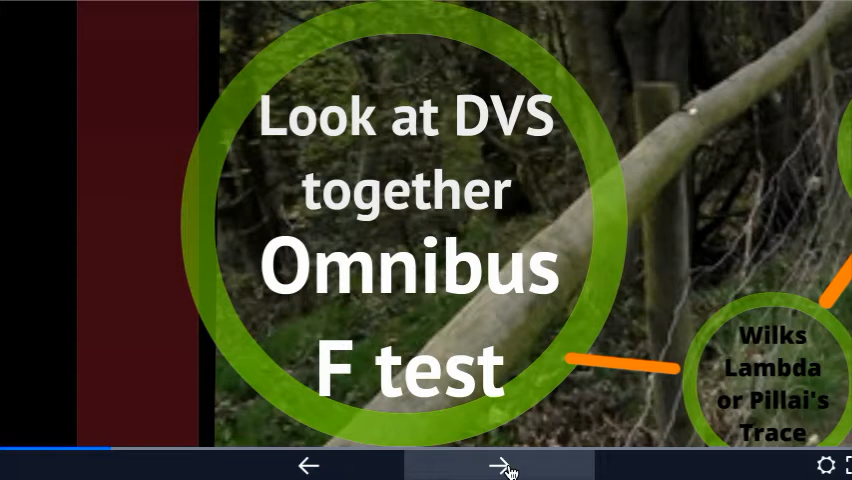 Look at DVS
together
Omnibus
F test
Wilks
Lambda
or Pillai's
Trace